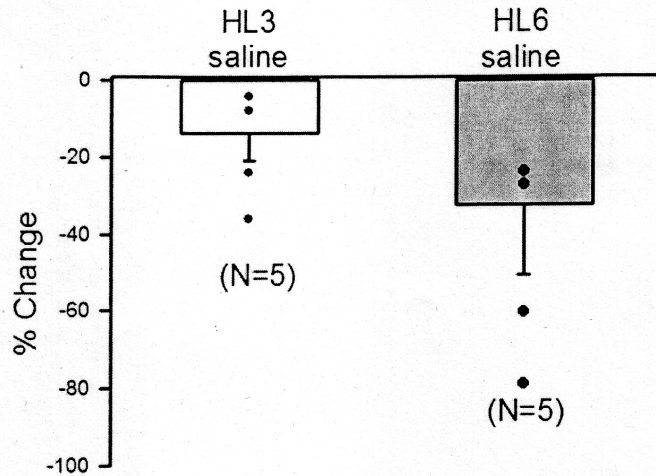 HL3
saline
HL6
saline
0
-20
-40
-60
-80
-100
% Change
(N=5)
(N=5)